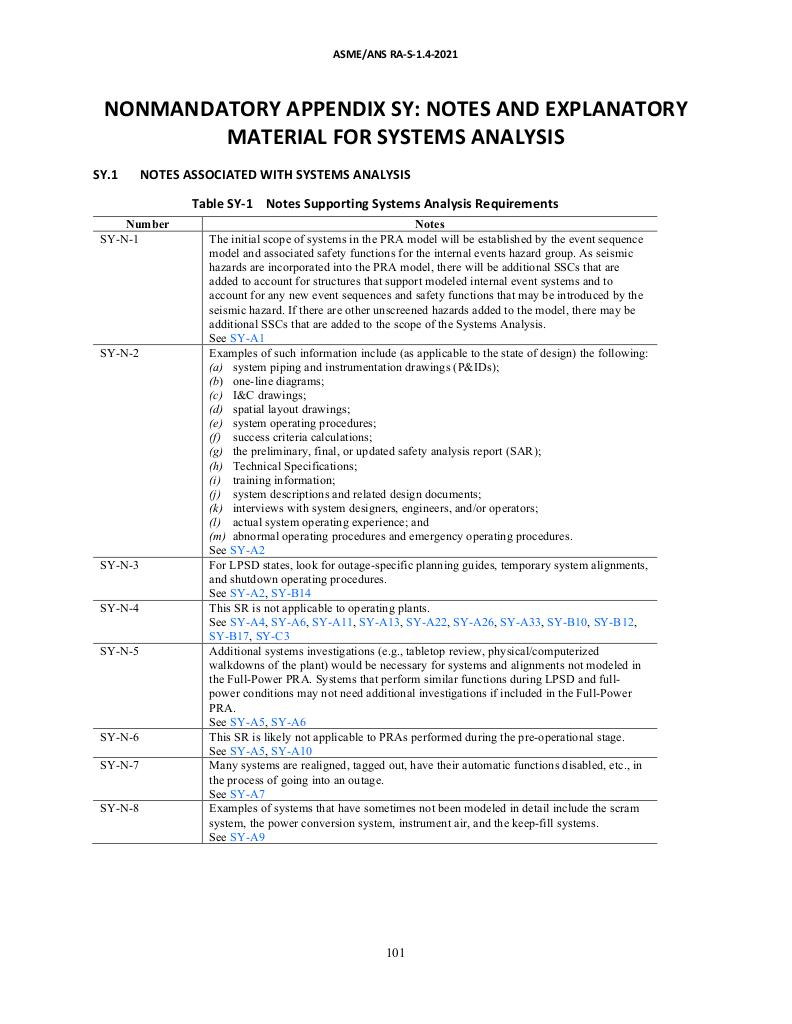 ASME/ANS RA-S-1.4-2021
NONMANDATORY APPENDIX SY: NOTES AND EXPLANATORY
MATERIAL FOR SYSTEMS ANALYSIS
SY.1 NOTES ASSOCIATED WITH SYSTEMS ANALYSIS
Table SY-1 Notes Supporting Systems Analysis Requirements
Number Notes
SY-N-1 The initial scope of systems in the PRA model will be established by the event sequence
model and associated safety functions for the internal events hazard group. As seismic
hazards are incorporated into the PRA model, there will be additional SSCs that are
added to account for structures that support modeled internal event systems and to
account for any new event sequences and safety functions that may be introduced by the
seismic hazard. If there are other unscreened hazards added to the model, there may be
additional SSCs that are added to the scope of the Systems Analysis.
See SY-A1
SY-N-2 Examples of such information include (as applicable to the state of design) the following:
(a) system piping and instrumentation drawings (P&IDs);
(b) one-line diagrams;
(c) I&C drawings;
(d) spatial layout drawings;
(e) system operating procedures;
(f) success criteria calculations;
(g) the preliminary, final, or updated safety analysis report (SAR);
(h) Technical Specifications;
(i) training information;
(j) system descriptions and related design documents;
(k) interviews with system designers, engineers, and/or operators;
(l) actual system operating experience; and
(m) abnormal operating procedures and emergency operating procedures.
See SY-A2
SY-N-3 For LPSD states, look for outage-specific planning guides, temporary system alignments,
and shutdown operating procedures.
See SY-A2, SY-B14
SY-N-4 This SR is not applicable to operating plants.
See SY-A4, SY-A6, SY-A11, SY-A13, SY-A22, SY-A26, SY-A33, SY-B10, SY-B12,
SY-B17, SY-C3
SY-N-5 Additional systems investigations (e.g., tabletop review, physical/computerized
walkdowns of the plant) would be necessary for systems and alignments not modeled in
the Full-Power PRA. Systems that perform similar functions during LPSD and full-
power conditions may not need additional investigations if included in the Full-Power
PRA.
See SY-A5, SY-A6
SY-N-6 This SR is likely not applicable to PRAs performed during the pre-operational stage.
See SY-A5, SY-A10
SY-N-7 Many systems are realigned, tagged out, have their automatic functions disabled, etc., in
the process of going into an outage.
See SY-A7
SY-N-8 Examples of systems that have sometimes not been modeled in detail include the scram
system, the power conversion system, instrument air, and the keep-fill systems.
See SY-A9
101